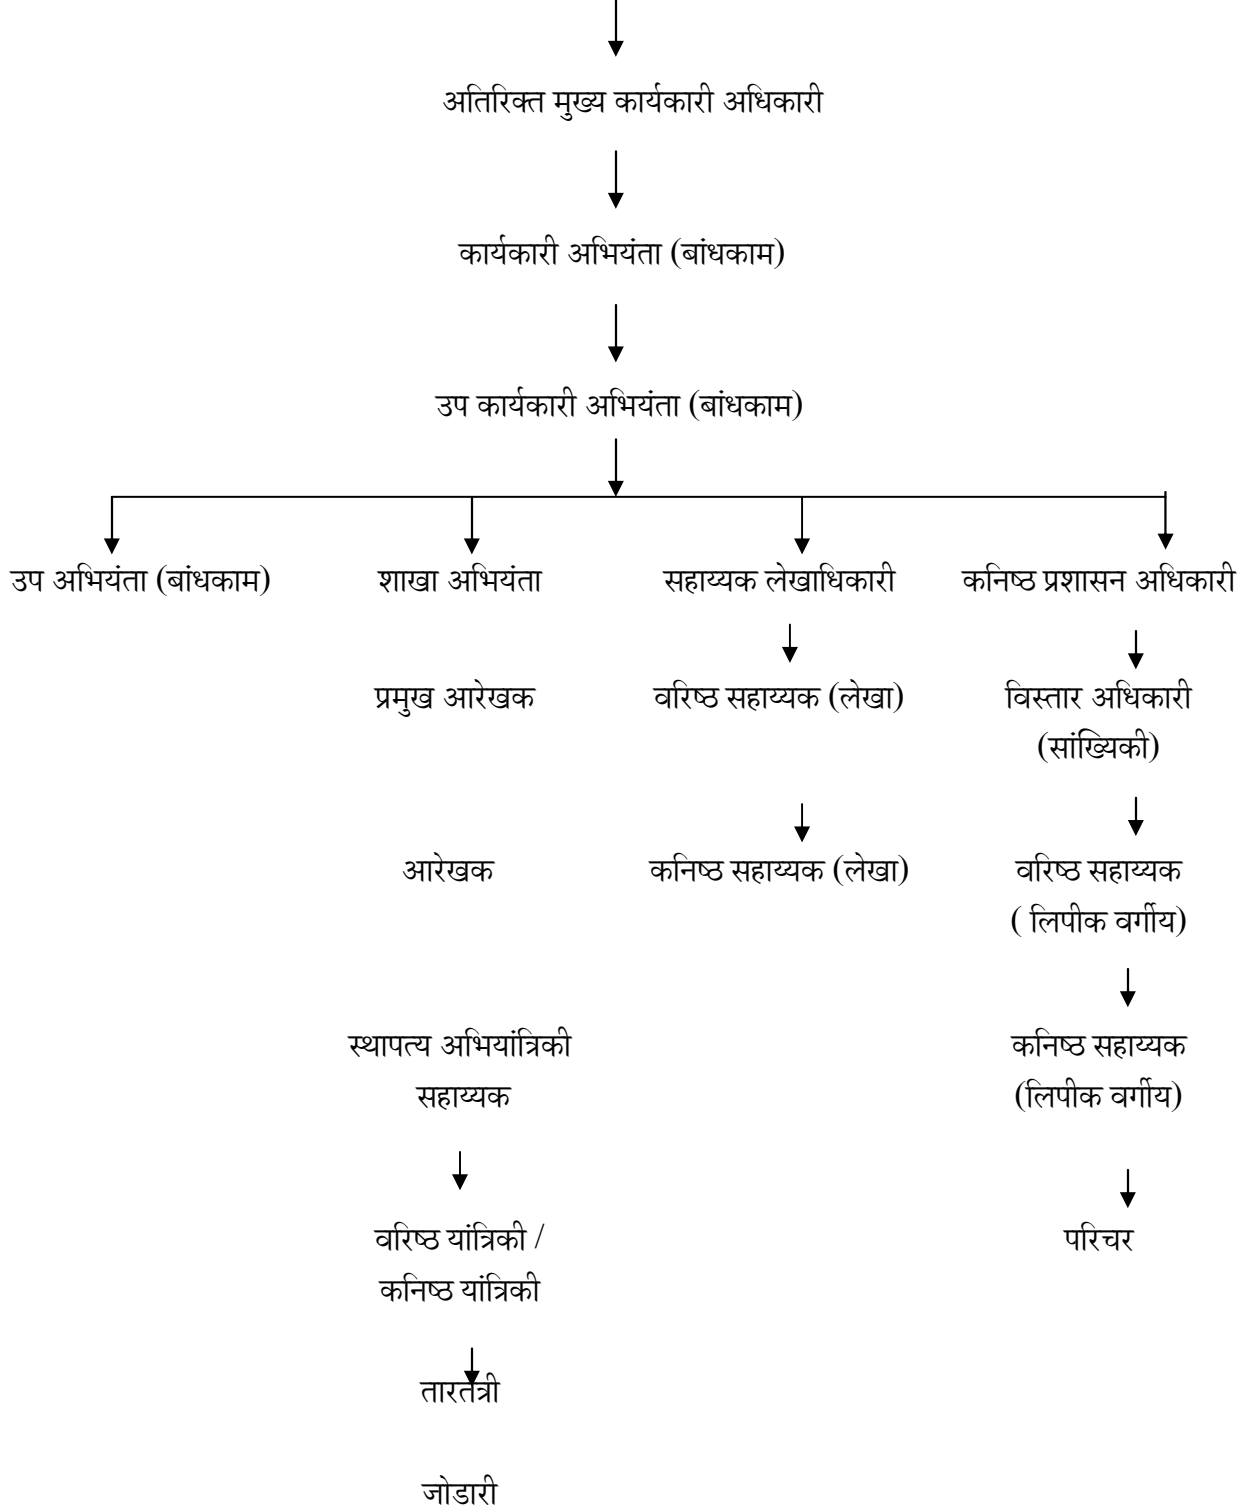 अतिरिक्त मुख्य कार्यकारी अधिकारी
कार्यकारी अभियंता (बांधकाम)
उप कार्यकारी अभियंता (बांधकाम)
उप अभियंता (बांधकाम)
शाखा अभियंता
सहाय्यक लेखाधिकारी
कनिष्ठ प्रशासन अधिकारी
प्रमुख आरेखक
वरिष्ठ सहाय्यक (लेखा)
विस्तार अधिकारी
(सांख्यिकी)
आरेखक
कनिष्ठ सहाय्यक (लेखा)
वरिष्ठ सहाय्यक
( लिपीक वर्गीय)
स्थापत्य अभियांत्रिकी
सहाय्यक
कनिष्ठ सहाय्यक
(लिपीक वर्गीय)
वरिष्ठ यांत्रिकी /
कनिष्ठ यांत्रिकी
परिचर
तारतंत्री
जोडारी